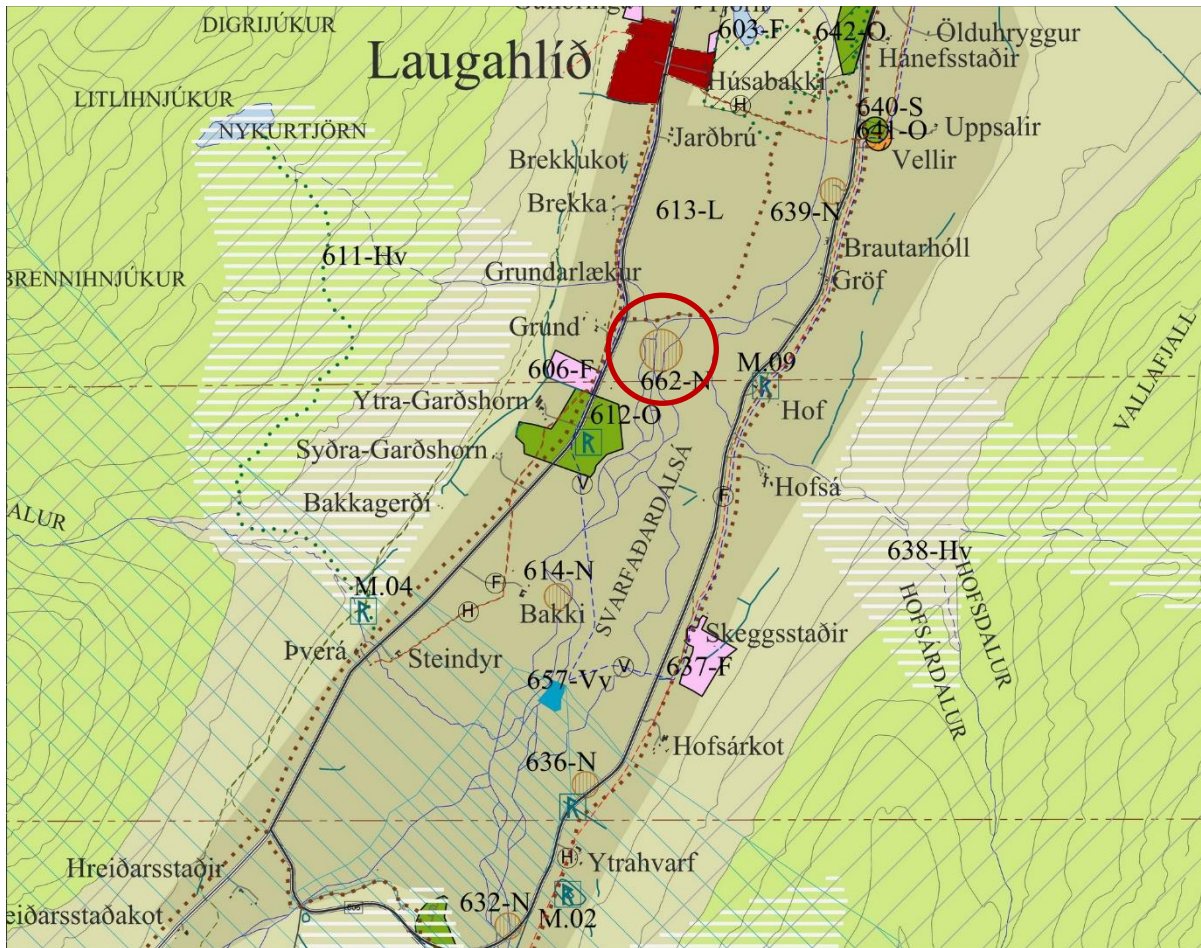 DIGRIJÚKUR
603-F
642-O
Ölduhryggur
Hánefsstaðir
Laugahlíð
Húsabakki
LITLIHNJÚKUR
H
640-S
NYKURTJÖRN
641-O
Uppsalir
Jarðbrú
Vellir
Brekkukot
Brekka
613-L
639-N
611-Hv
Brautarhóll
BRENNIHNJÚKUR
Grundarlækur
Gröf
Grund
VALLAFJALL
606-F
662-N
M.09
R
Ytra-Garðshorn
612-O
Hof
R
Syðra-Garðshorn
V
Hofsá
Bakkagerði
F
SVARFAÐARDALSÁ
ALUR
638-Hv
HOFSDALUR
614-N
M.04
F
R
H
Bakki
HOFSÁRDALUR
Skeggsstaðir
Þverá
Steindyr
V
637-F
657-Vv
Hofsárkot
636-N
R
H
Ytrahvarf
Hreiðarsstaðir
R
632-N
M.02
eiðarsstaðakot